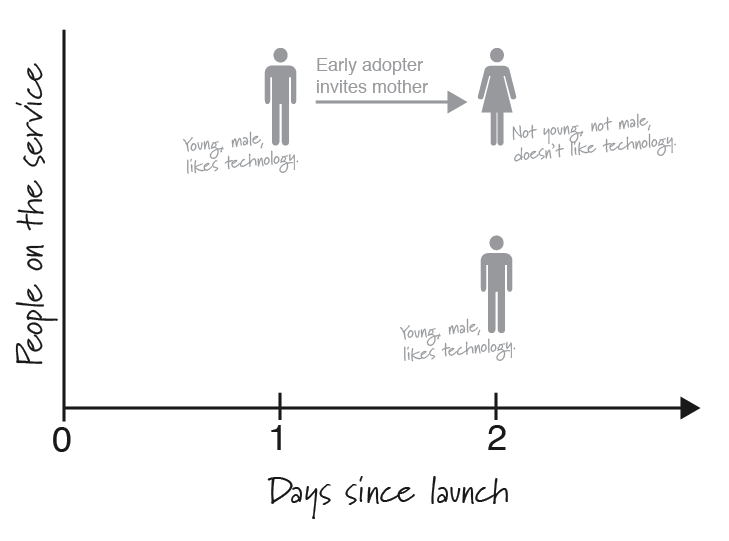 People on the service
Early adopter
invites mother
Young, male,
likes technology.
Not young, not male,
doesn't like technology.
Young, male,
likes technology.
0
1
2
Days since launch